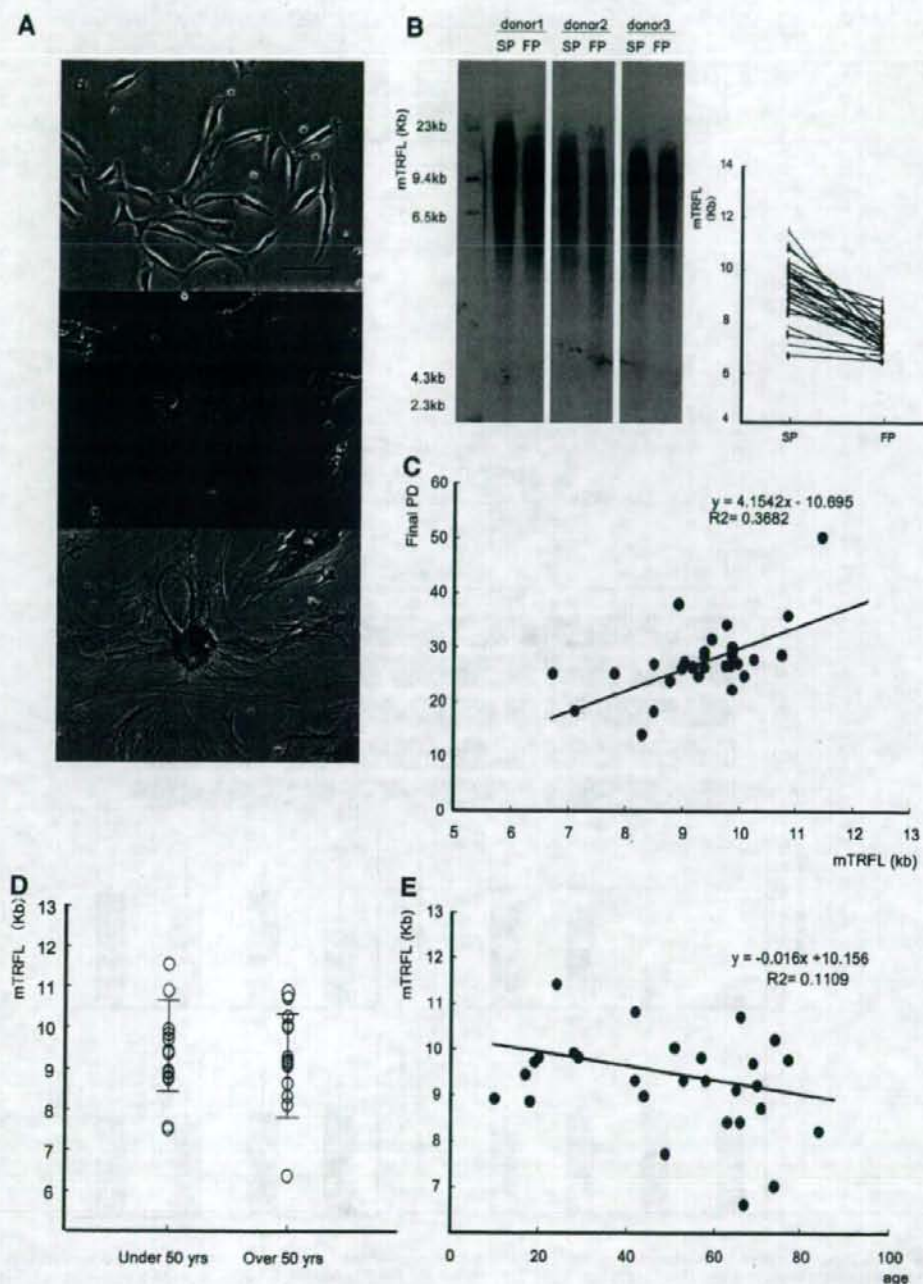 A
B
donor1 donor2 donor3
SP FP SP FP SP FP
mTRFL (Kb)
23kb
9.4kb
6.5kb
4.3kb
2.3kb
mTRFL
(Kb)
14
12
10
8
6
4
SP FP
C
Final PD
60
50
40
30
20
10
0
y = 4.1542x - 10.695
R2= 0.3682
5 6 7 8 9 10 11 12 13
mTRFL (kb)
D
mTRFL (Kb)
13
12
11
10
9
8
7
6
Under 50 yrs Over 50 yrs
E
mTRFL (Kb)
13
12
11
10
9
8
7
y = -0.016x +10.156
R2= 0.1109
0 20 40 60 80 100
age